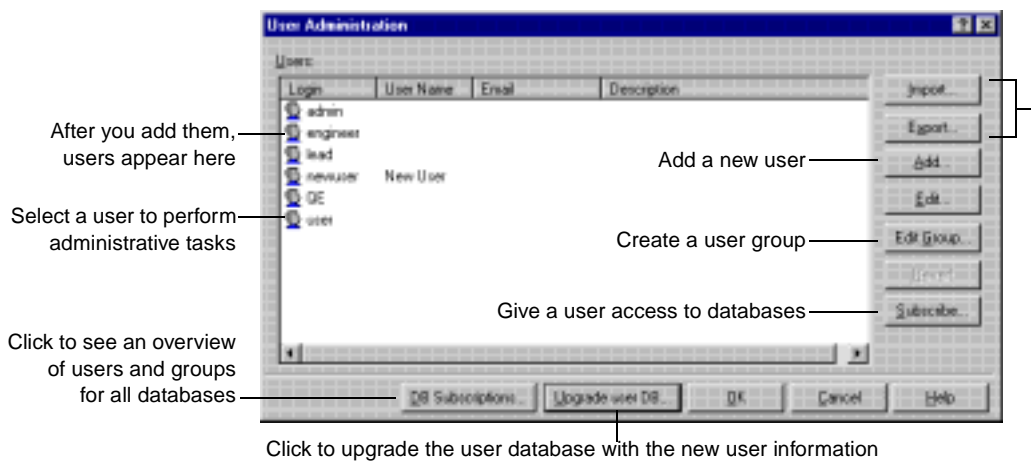 User Administration
Users:
Login User Name Email Description
admin
engineer
lead
newuser New User
QE
user
Import...
Export...
Add...
Edit...
Edit Group...
Subscribe...
After you add them,
users appear here
Select a user to perform
administrative tasks
Add a new user
Create a user group
Give a user access to databases
Click to see an overview
of users and groups
for all databases
DB Subscriptions... Upgrade user DB... OK Cancel Help
Click to upgrade the user database with the new user information